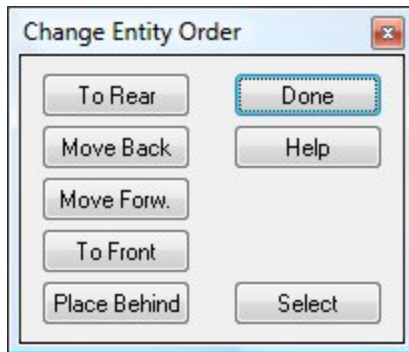 Change Entity Order
To Rear
Done
Move Back
Help
Move Forw.
To Front
Place Behind
Select